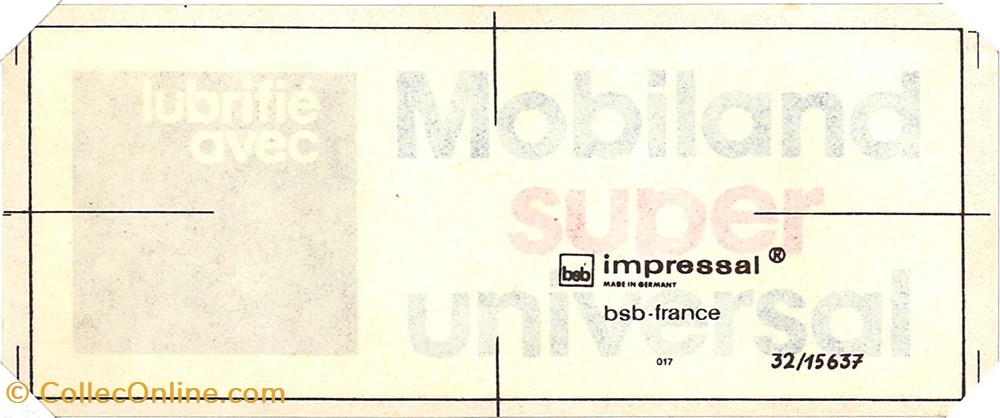 lubrifié
avec
Mobiland
super
universal
bsb impressal ®
MADE IN GERMANY
bsb-france
017
32/15637
© CollecOnline.com